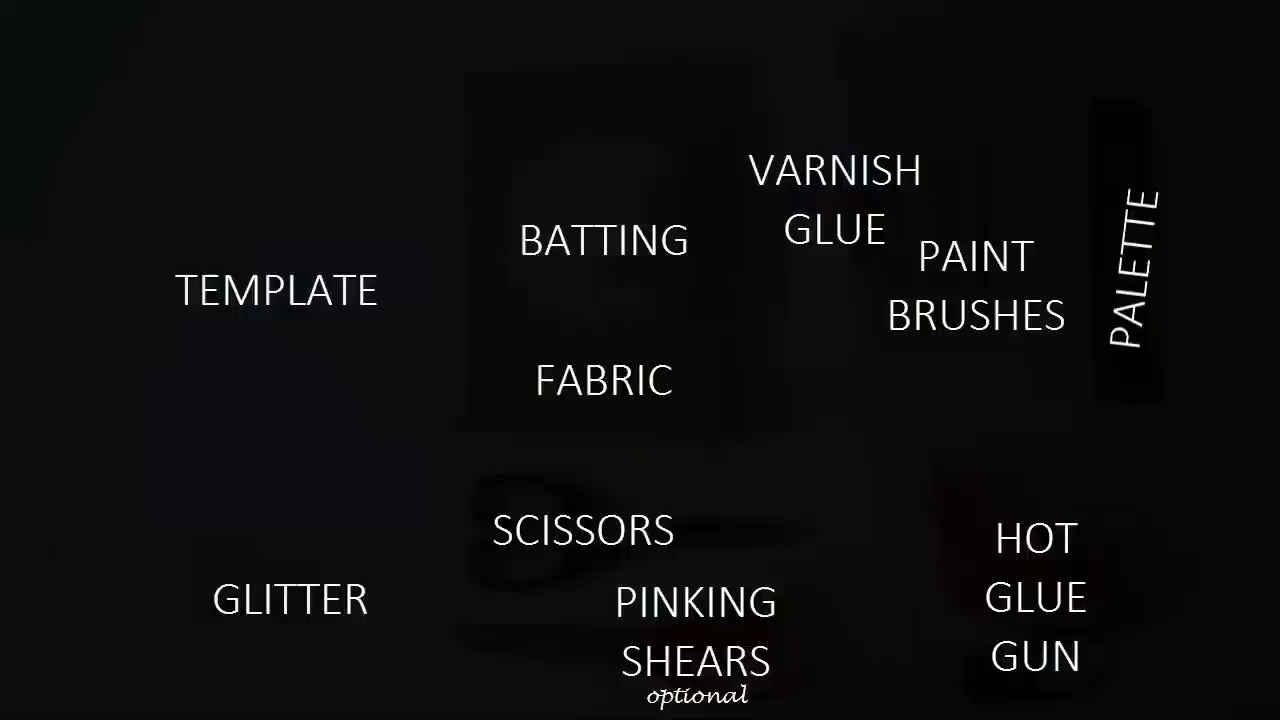 TEMPLATE
BATTING
VARNISH
GLUE
PAINT
BRUSHES
PALETTE
FABRIC
SCISSORS
PINKING
SHEARS
optional
GLITTER
HOT
GLUE
GUN